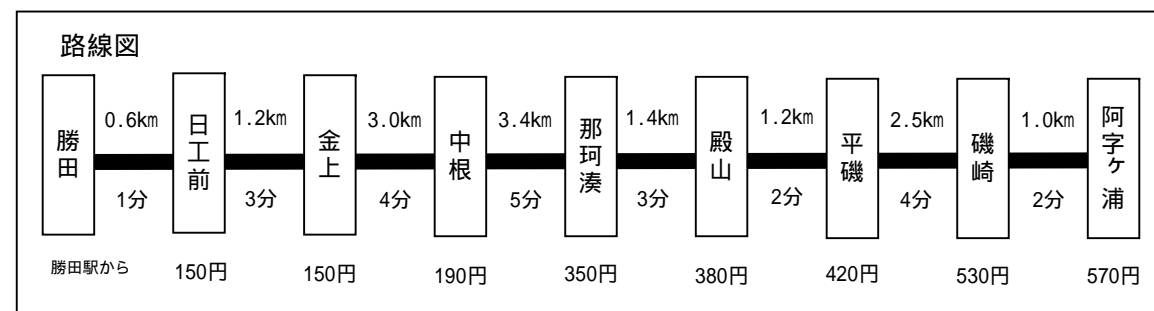 路線図
勝田
日工前
金上
中根
那珂湊
殿山
平磯
磯崎
阿字ヶ浦
0.6km 1.2km 3.0km 3.4km 1.4km 1.2km 2.5km 1.0km
1分 3分 4分 5分 3分 2分 4分 2分
勝田駅から 150円 150円 190円 350円 380円 420円 530円 570円